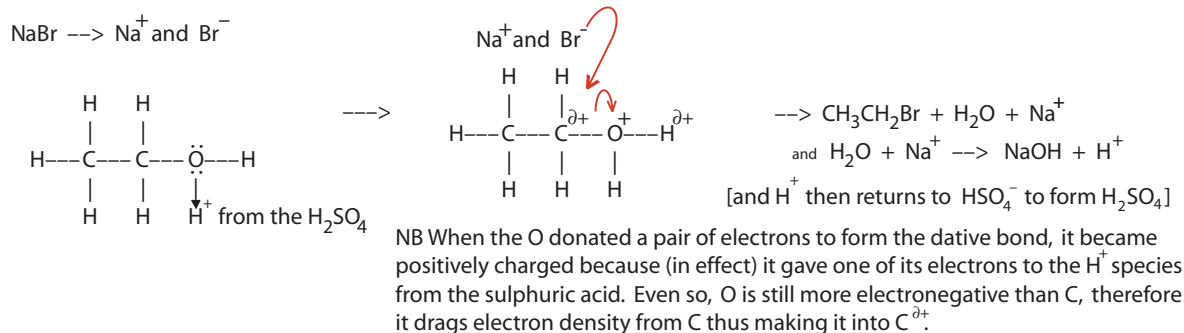 NaBr --> Na⁺ and Br⁻
Na⁺ and Br⁻
H H
H---C---C---Ö---H
H H H⁺ from the H₂SO₄
--->
H H
H---C---C∂+---O⁺---H∂+
H H H
--> CH₃CH₂Br + H₂O + Na⁺
and H₂O + Na⁺ --> NaOH + H⁺
[and H⁺ then returns to HSO₄⁻ to form H₂SO₄]
NB When the O donated a pair of electrons to form the dative bond, it became
positively charged because (in effect) it gave one of its electrons to the H⁺ species
from the sulphuric acid. Even so, O is still more electronegative than C, therefore
it drags electron density from C thus making it into C∂+.